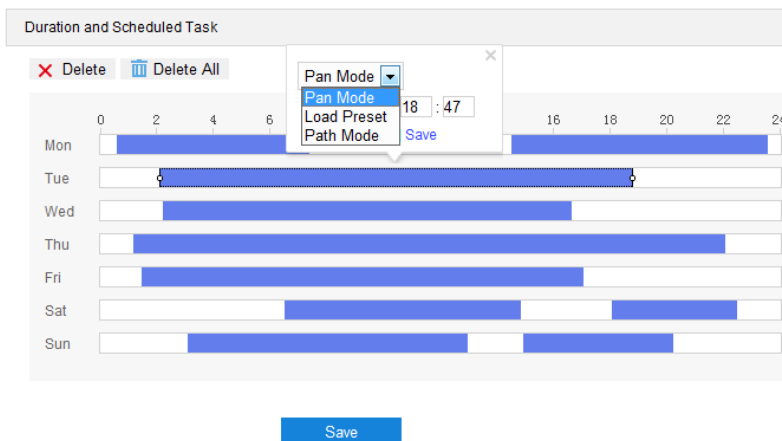 Duration and Scheduled Task
×
Delete Delete All
Pan Mode
Pan Mode
18 : 47
Load Preset
Path Mode
Save
0 2 4 6 16 18 20 22 24
Mon
Tue
Wed
Thu
Fri
Sat
Sun
Save